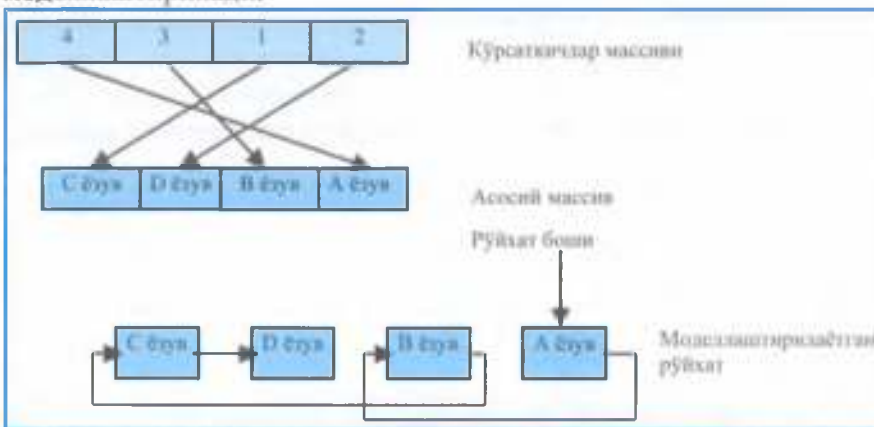 4 3 1 2
Кўрсаткичлар массиви
C ёзув D ёзув B ёзув A ёзув
Асосий массив
Рўйхат боши
C ёзув D ёзув B ёзув A ёзув
Моделлаштирилаётган
рўйхат